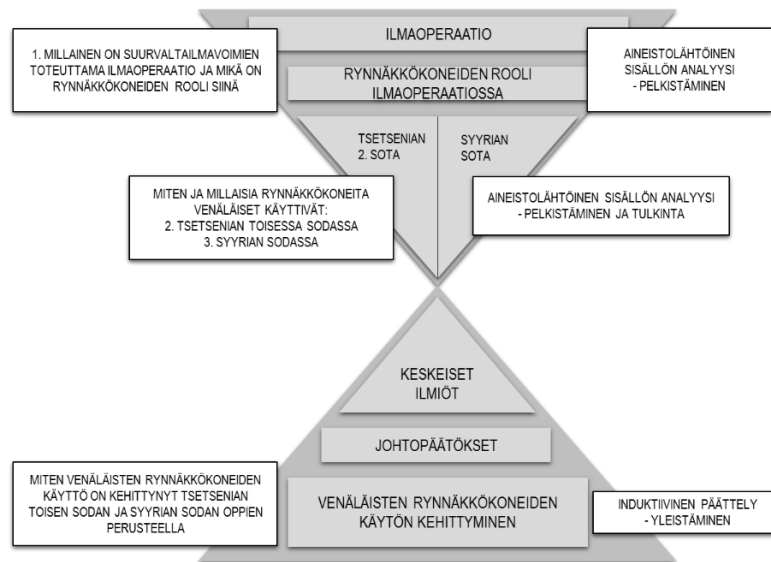 ILMAOPERAATIO
1. MILLAINEN ON SUURVALTAILMAVOIMIEN
TOTEUTTAMA ILMAOPERAATIO JA MIKÄ ON
RYNNÄKKÖKONEIDEN ROOLI SIINÄ
AINEISTOLÄHTÖINEN
SISÄLLÖN ANALYYSI
- PELKISTÄMINEN
RYNNÄKKÖKONEIDEN ROOLI
ILMAOPERAATIOSSA
TSETSENIAN
2. SOTA
SYYRIAN
SOTA
MITEN JA MILLAISIA RYNNÄKKÖKONEITA
VENÄLÄISET KÄYTTIVÄT:
2. TSETSENIAN TOISESSA SODASSA
3. SYYRIAN SODASSA
AINEISTOLÄHTÖINEN SISÄLLÖN ANALYYSI
- PELKISTÄMINEN JA TULKINTA
KESKEISET
ILMIÖT
JOHTOPÄÄTÖKSET
MITEN VENÄLÄISTEN RYNNÄKKÖKONEIDEN
KÄYTTÖ ON KEHITTYNYT TSETSENIAN
TOISEN SODAN JA SYYRIAN SODAN OPPIEN
PERUSTEELLA
VENÄLÄISTEN RYNNÄKKÖKONEIDEN
KÄYTÖN KEHITTYMINEN
INDUKTIIVINEN PÄÄTTELY
- YLEISTÄMINEN